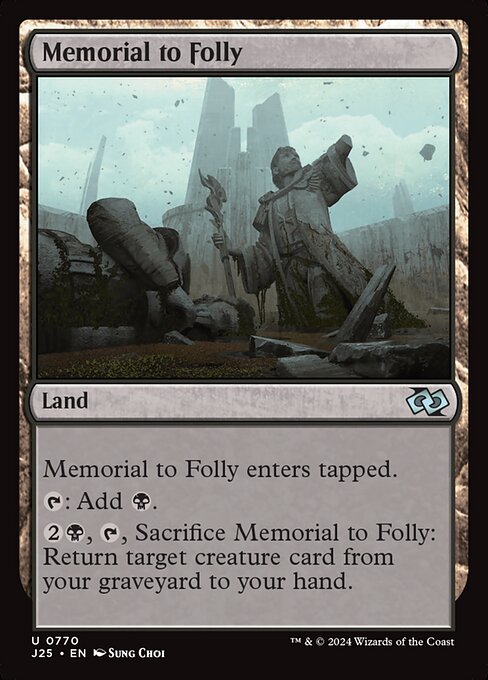 Memorial to Folly
Land
Memorial to Folly enters tapped.
: Add .
2, , Sacrifice Memorial to Folly:
Return target creature card from
your graveyard to your hand.
U 0770
J25 • EN Sung Choi
™ & © 2024 Wizards of the Coast